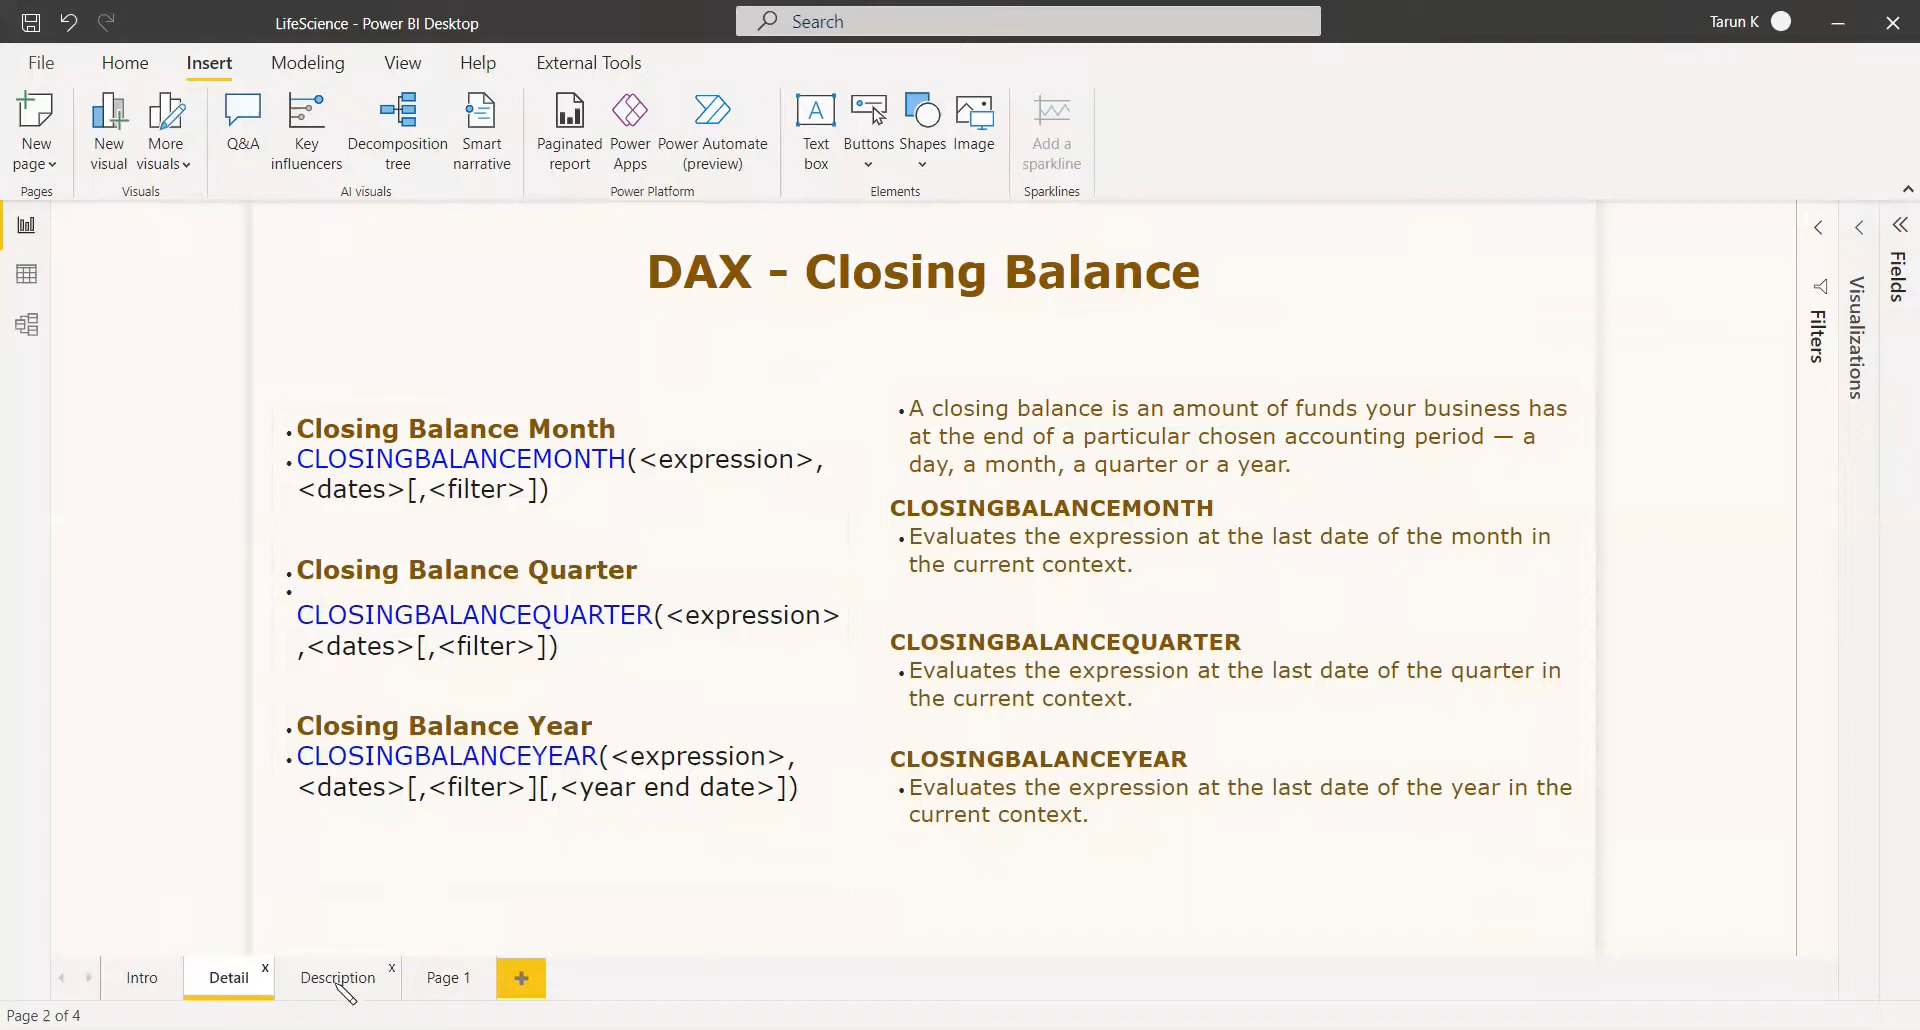 LifeScience - Power BI Desktop
Search
Tarun K
File Home Insert Modeling View Help External Tools
New page
New visual
More visuals
Q&A
Key influencers
Decomposition tree
Smart narrative
Paginated report
Power Apps
Power Automate (preview)
Text box
Buttons
Shapes
Image
Add a sparkline
Pages
Visuals
AI visuals
Power Platform
Elements
Sparklines
DAX - Closing Balance
• Closing Balance Month
• CLOSINGBALANCEMONTH(<expression>,
<dates>[,<filter>])
• Closing Balance Quarter
•
CLOSINGBALANCEQUARTER(<expression>
,<dates>[,<filter>])
• Closing Balance Year
• CLOSINGBALANCEYEAR(<expression>,
<dates>[,<filter>][,<year end date>])
• A closing balance is an amount of funds your business has
at the end of a particular chosen accounting period — a
day, a month, a quarter or a year.
CLOSINGBALANCEMONTH
• Evaluates the expression at the last date of the month in
the current context.
CLOSINGBALANCEQUARTER
• Evaluates the expression at the last date of the quarter in
the current context.
CLOSINGBALANCEYEAR
• Evaluates the expression at the last date of the year in the
current context.
Filters
Visualizations
Fields
Intro
Detail x
Description x
Page 1
+
Page 2 of 4